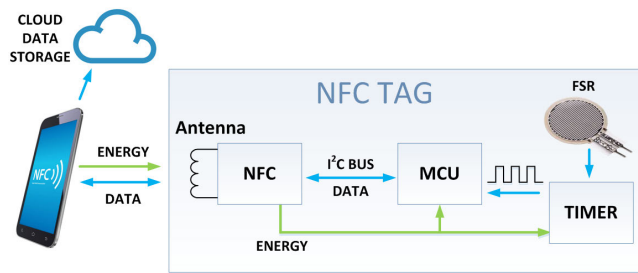 CLOUD
DATA
STORAGE
NFC TAG
FSR
Antenna
ENERGY
NFC
I²C BUS
MCU
NFC
DATA
DATA
TIMER
ENERGY